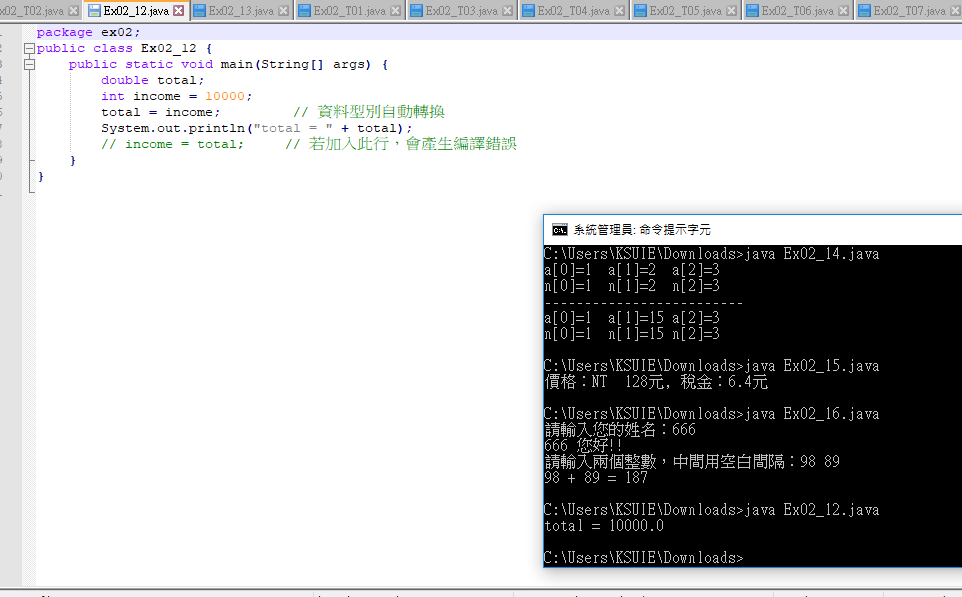 x02_T02.java Ex02_12.java Ex02_13.java Ex02_T01.java Ex02_T03.java Ex02_T04.java Ex02_T05.java Ex02_T06.java Ex02_T07.java
package ex02;
public class Ex02_12 {
public static void main(String[] args) {
double total;
int income = 10000;
total = income; // 資料型別自動轉換
System.out.println("total = " + total);
// income = total; // 若加入此行，會產生編譯錯誤
}
}
系統管理員: 命令提示字元
C:\Users\KSUIE\Downloads>java Ex02_14.java
a[0]=1 a[1]=2 a[2]=3
n[0]=1 n[1]=2 n[2]=3
-------------------------
a[0]=1 a[1]=15 a[2]=3
n[0]=1 n[1]=15 n[2]=3
C:\Users\KSUIE\Downloads>java Ex02_15.java
價格：NT 128元, 稅金：6.4元
C:\Users\KSUIE\Downloads>java Ex02_16.java
請輸入您的姓名：666
666 您好!!
請輸入兩個整數，中間用空白間隔：98 89
98 + 89 = 187
C:\Users\KSUIE\Downloads>java Ex02_12.java
total = 10000.0
C:\Users\KSUIE\Downloads>